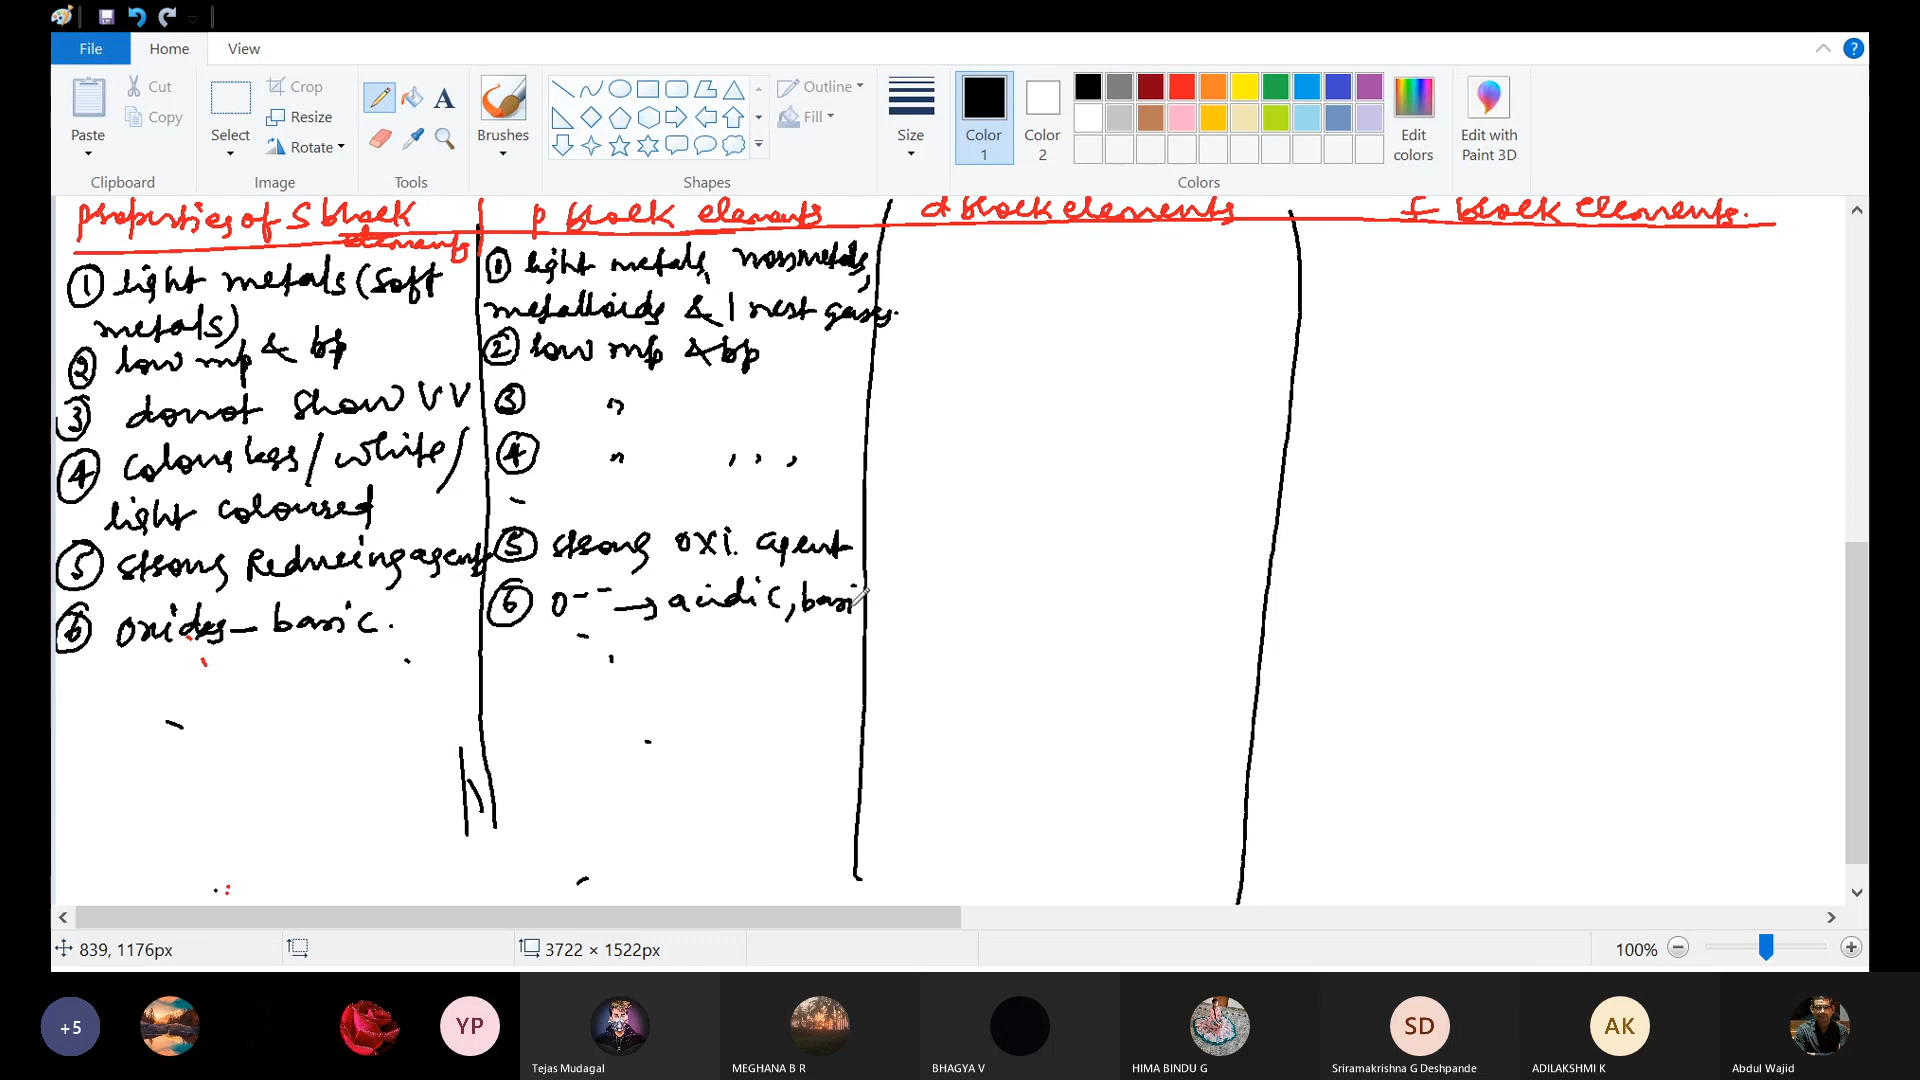 File
Home
View
Paste
Cut
Copy
Clipboard
Select
Crop
Resize
Rotate
Image
Tools
Brushes
Shapes
Outline
Fill
Size
Color 1
Color 2
Edit colors
Edit with Paint 3D
Colors
Properties of S block elements
① light metals (soft
metals)
② low mp & bp
③ donot show VV
④ colourless/white/
light coloured
⑤ strong Reducing agent
⑥ oxides – basic.
p block elements
① light metals, nonmetals,
metalloids & Inert gases.
② low mp & bp
③ "
④ " , , ,
⑤ strong oxi. agent
⑥ O-- → acidic, basi
d block elements
f block elements.
839, 1176px
3722 × 1522px
100%
+5
YP
Tejas Mudagal
MEGHANA B R
BHAGYA V
HIMA BINDU G
SD
Sriramakrishna G Deshpande
AK
ADILAKSHMI K
Abdul Wajid